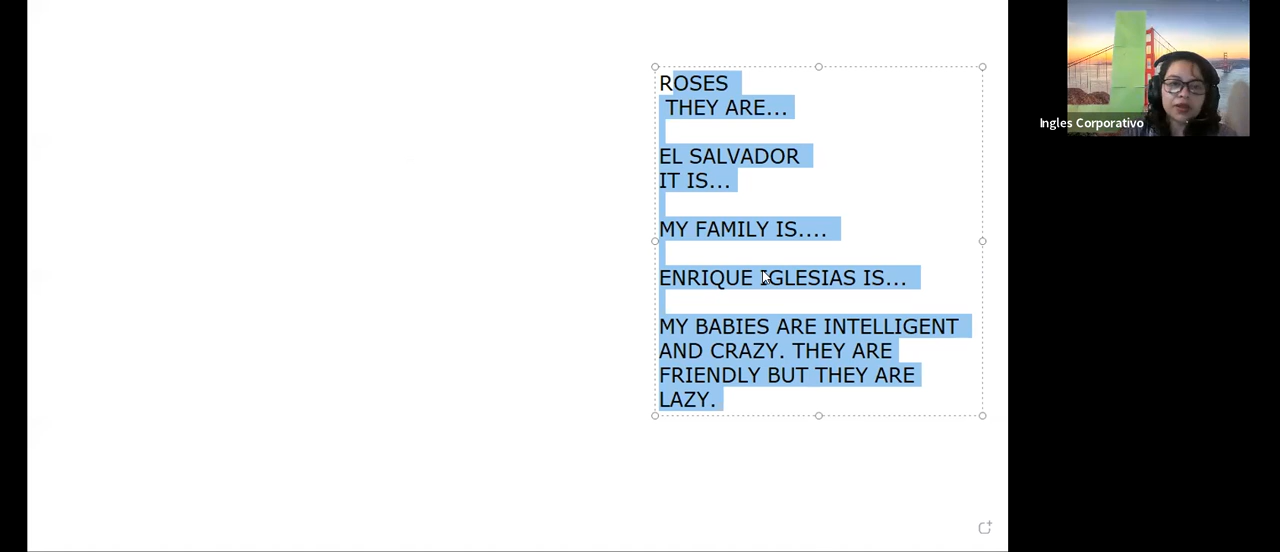 ROSES
THEY ARE...
EL SALVADOR
IT IS...
MY FAMILY IS....
ENRIQUE IGLESIAS IS...
MY BABIES ARE INTELLIGENT
AND CRAZY. THEY ARE
FRIENDLY BUT THEY ARE
LAZY.
Ingles Corporativo